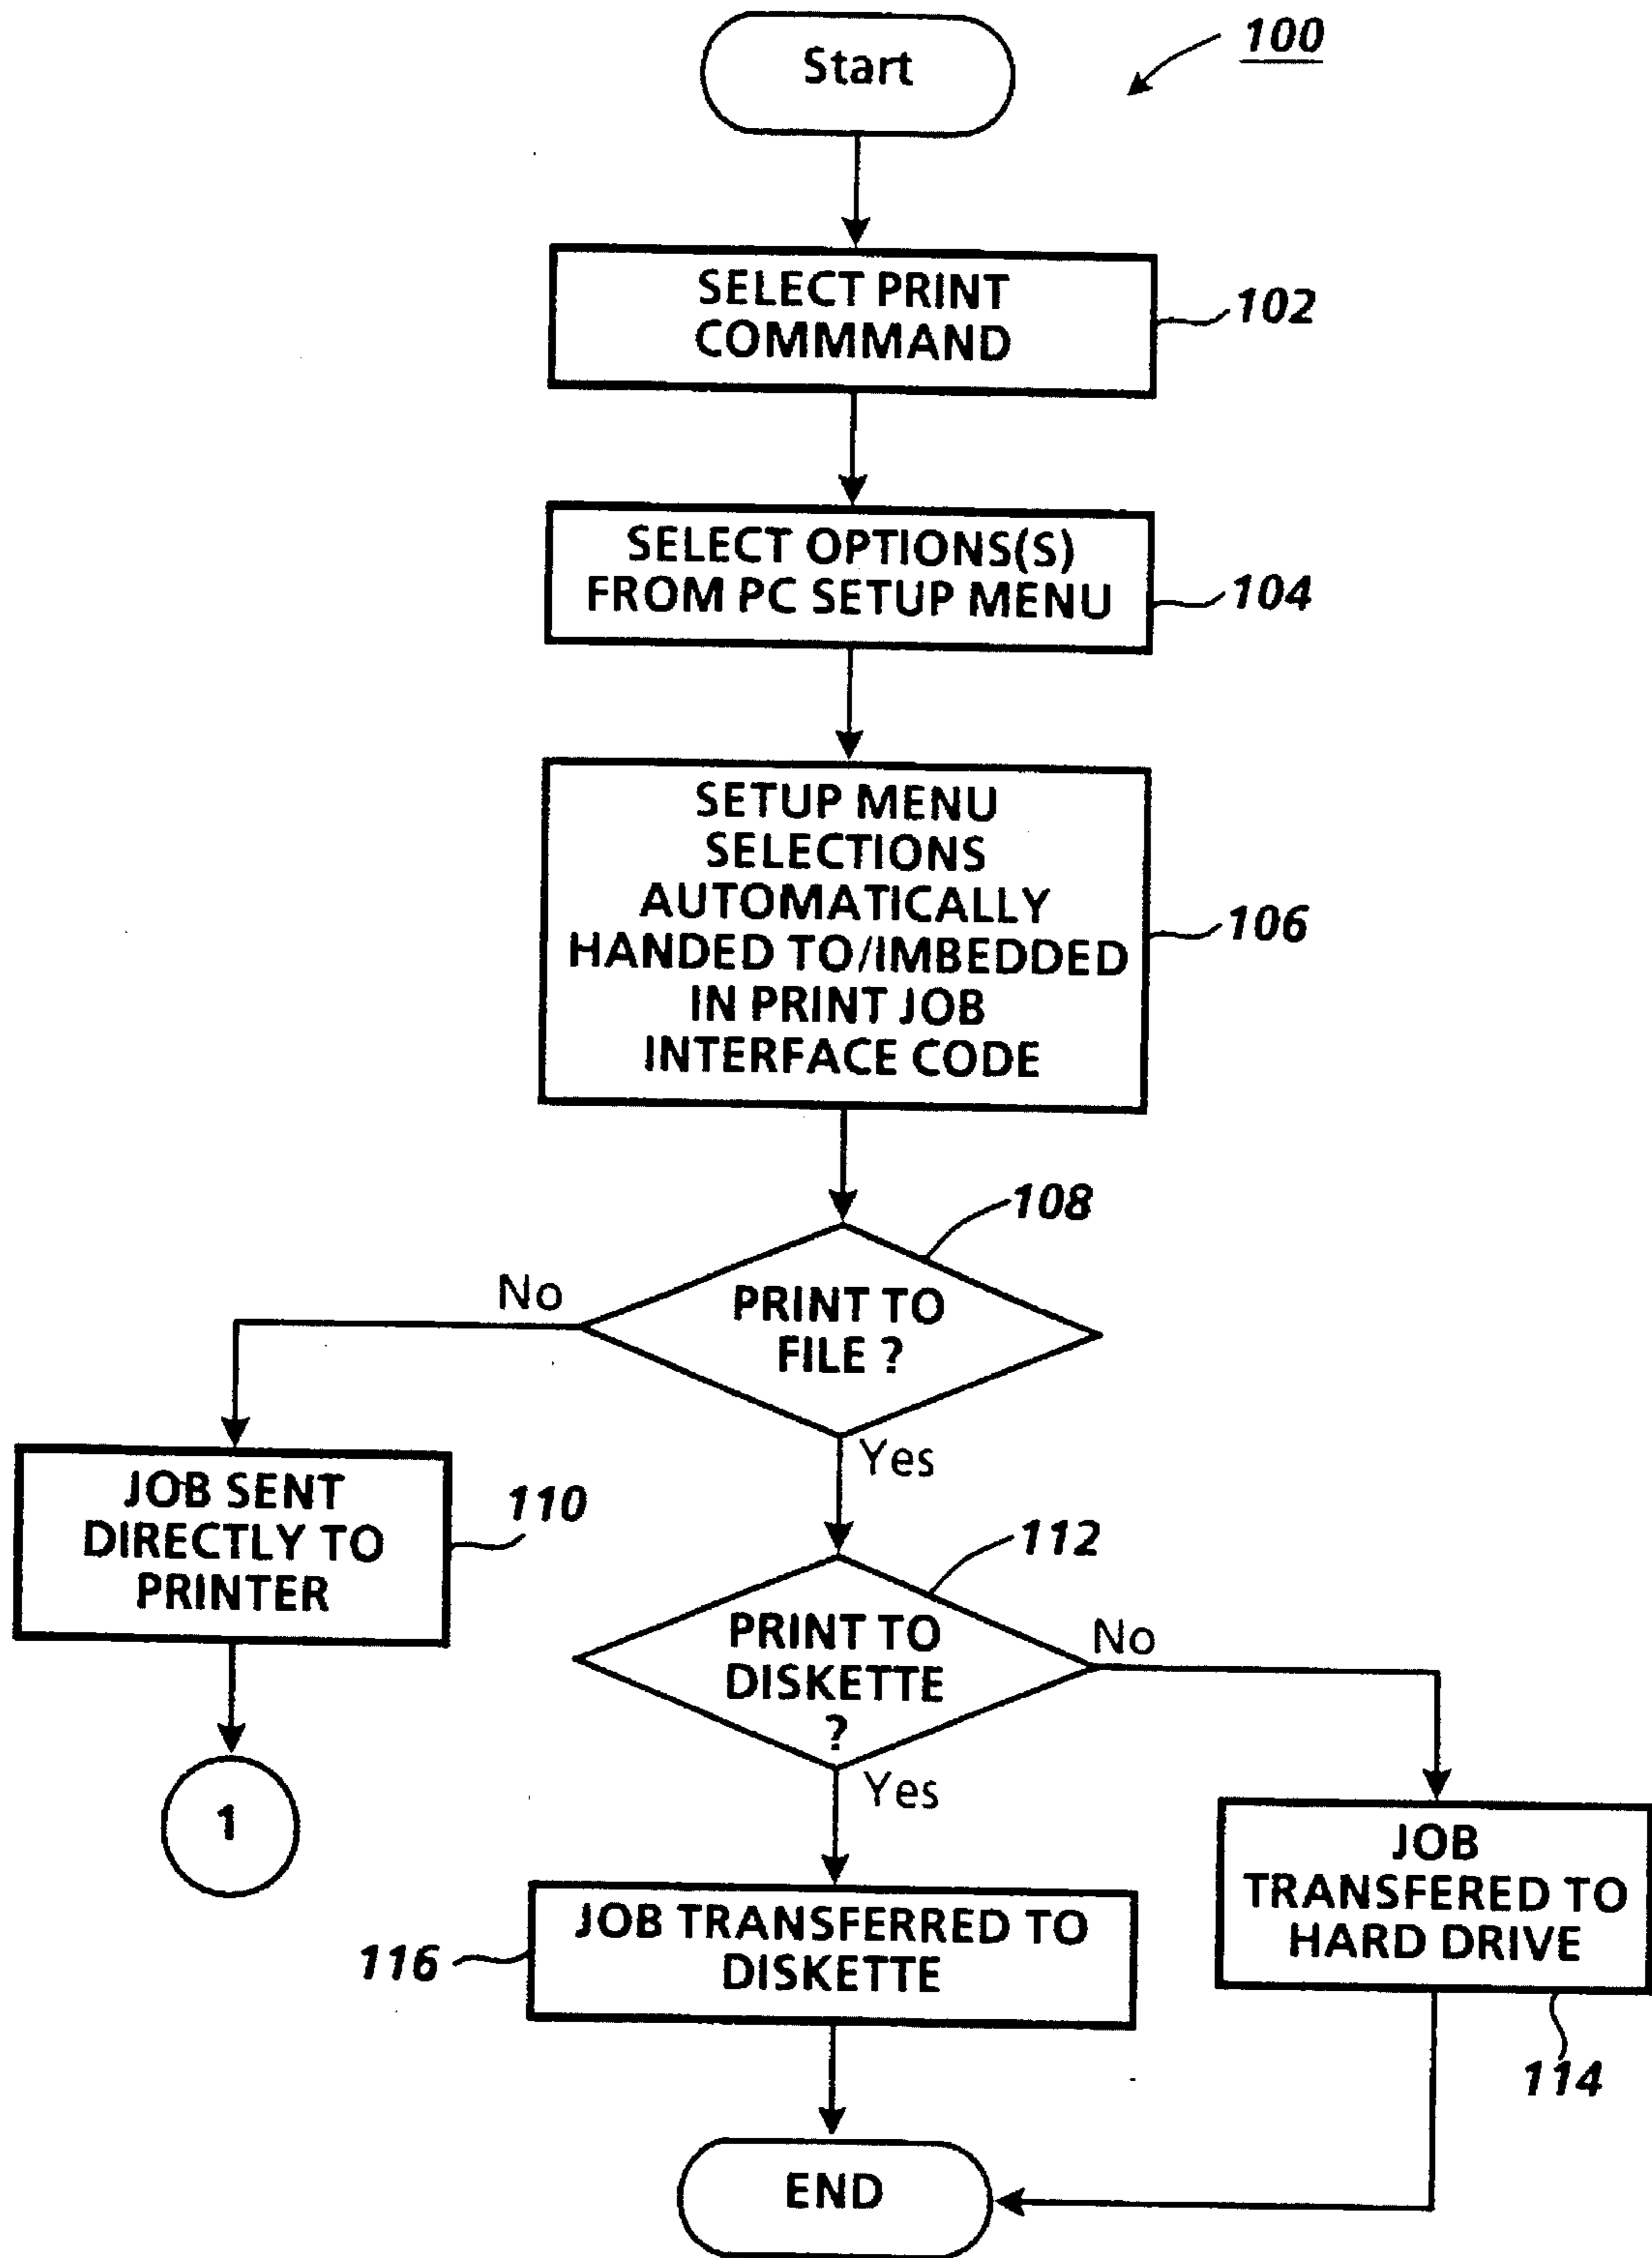 Start
100
SELECT PRINT
COMMMAND
102
SELECT OPTIONS(S)
FROM PC SETUP MENU
104
SETUP MENU
SELECTIONS
AUTOMATICALLY
HANDED TO/IMBEDDED
IN PRINT JOB
INTERFACE CODE
106
108
PRINT TO
FILE ?
No
Yes
JOB SENT
DIRECTLY TO
PRINTER
110
1
112
PRINT TO
DISKETTE
?
No
Yes
JOB
TRANSFERED TO
HARD DRIVE
114
JOB TRANSFERRED TO
DISKETTE
116
END